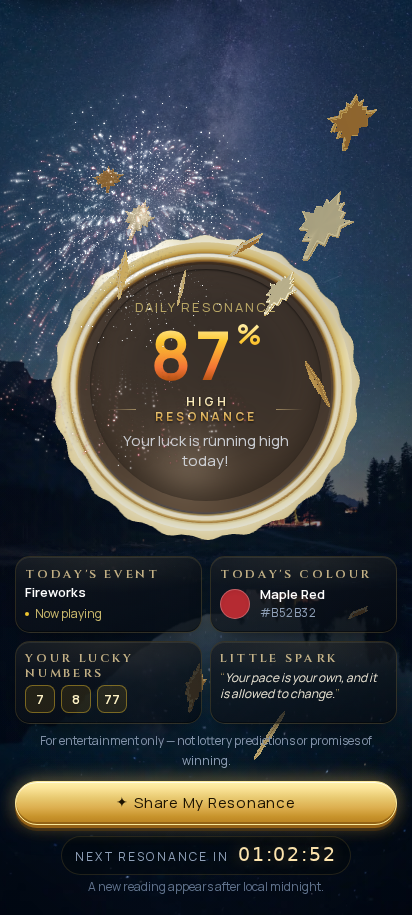 DAILY RESONANCE
87%
HIGH
RESONANCE
Your luck is running high
today!
TODAY'S EVENT
Fireworks
• Now playing
TODAY'S COLOUR
Maple Red
#B52B32
YOUR LUCKY
NUMBERS
7 8 77
LITTLE SPARK
"Your pace is your own, and it
is allowed to change."
For entertainment only — not lottery predictions or promises of
winning.
✦ Share My Resonance
NEXT RESONANCE IN 01:02:52
A new reading appears after local midnight.